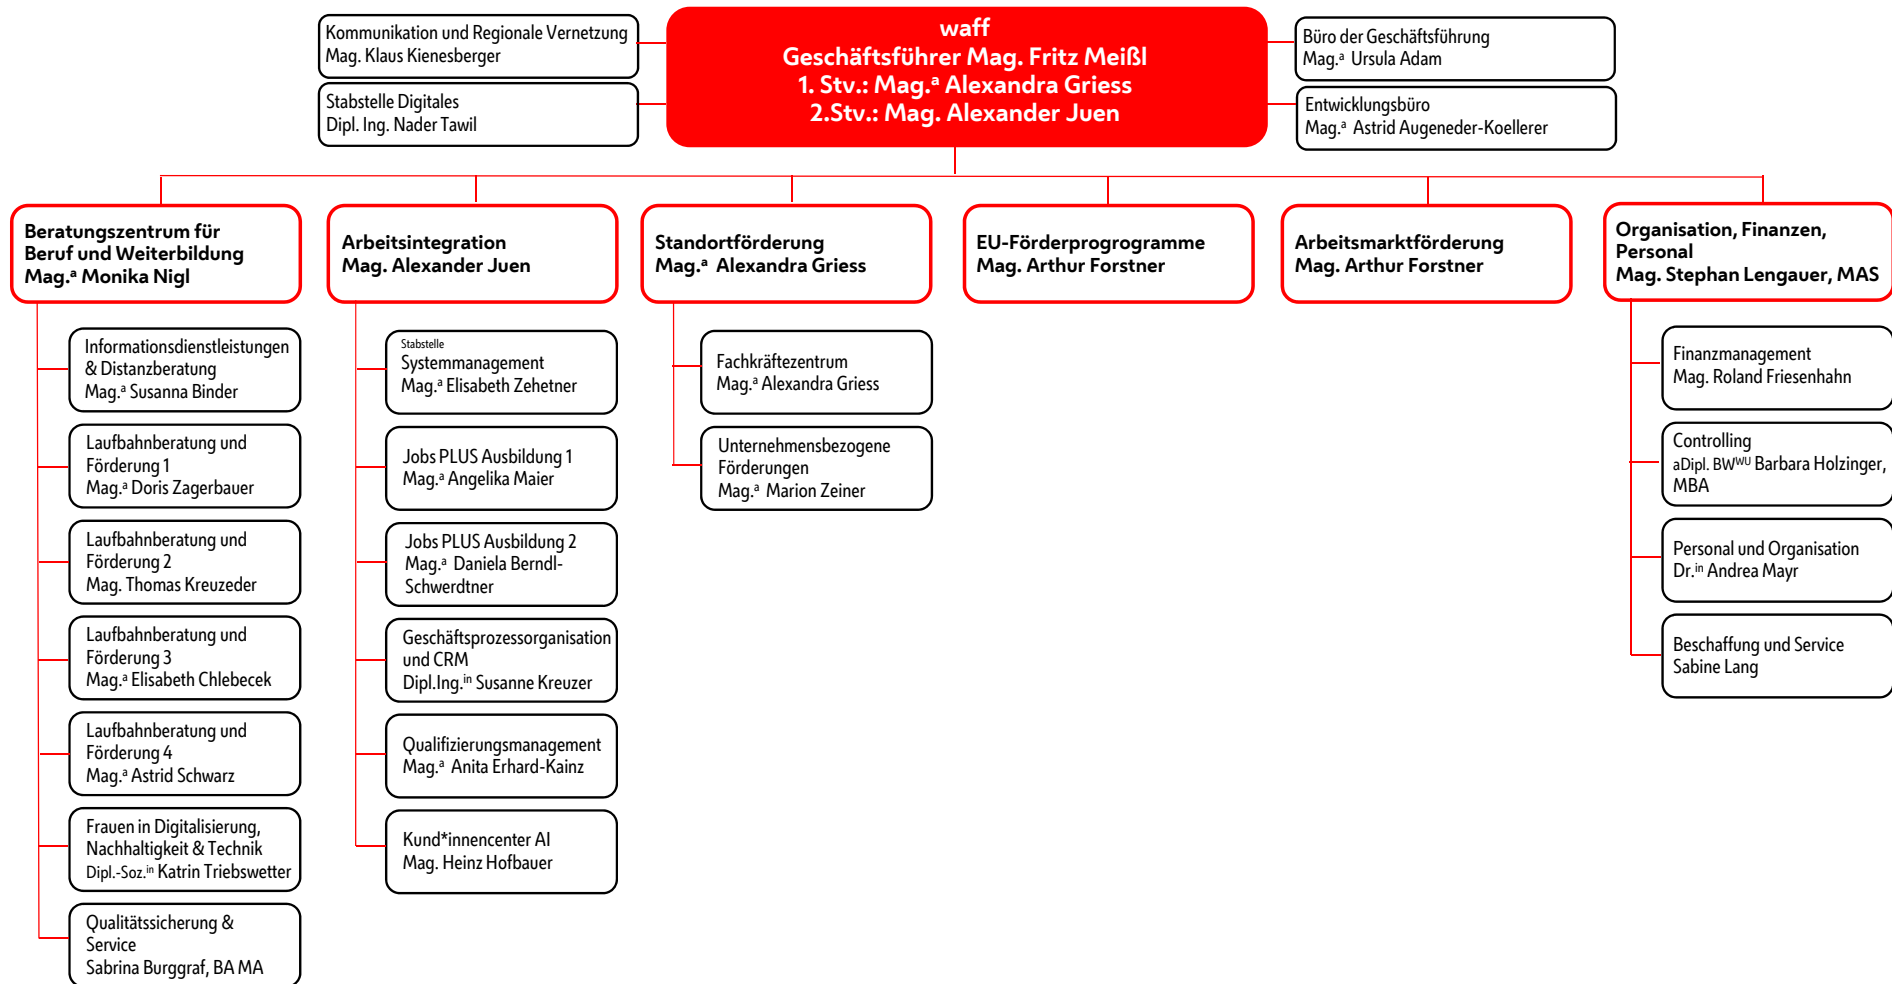 Kommunikation und Regionale Vernetzung
Mag. Klaus Kienesberger
Stabstelle Digitales
Dipl. Ing. Nader Tawil
waff
Geschäftsführer Mag. Fritz Meißl
1. Stv.: Mag.ª Alexandra Griess
2.Stv.: Mag. Alexander Juen
Büro der Geschäftsführung
Mag.ª Ursula Adam
Entwicklungsbüro
Mag.ª Astrid Augeneder-Koellerer
Beratungszentrum für
Beruf und Weiterbildung
Mag.ª Monika Nigl
Informationsdienstleistungen
& Distanzberatung
Mag.ª Susanna Binder
Laufbahnberatung und
Förderung 1
Mag.ª Doris Zagerbauer
Laufbahnberatung und
Förderung 2
Mag. Thomas Kreuzeder
Laufbahnberatung und
Förderung 3
Mag.ª Elisabeth Chlebecek
Laufbahnberatung und
Förderung 4
Mag.ª Astrid Schwarz
Frauen in Digitalisierung,
Nachhaltigkeit & Technik
Dipl.-Soz.ⁱⁿ Katrin Triebswetter
Qualitätssicherung &
Service
Sabrina Burggraf, BA MA
Arbeitsintegration
Mag. Alexander Juen
Stabstelle
Systemmanagement
Mag.ª Elisabeth Zehetner
Jobs PLUS Ausbildung 1
Mag.ª Angelika Maier
Jobs PLUS Ausbildung 2
Mag.ª Daniela Berndl-
Schwerdtner
Geschäftsprozessorganisation
und CRM
Dipl.Ing.ⁱⁿ Susanne Kreuzer
Qualifizierungsmanagement
Mag.ª Anita Erhard-Kainz
Kund*innencenter AI
Mag. Heinz Hofbauer
Standortförderung
Mag.ª Alexandra Griess
Fachkräftezentrum
Mag.ª Alexandra Griess
Unternehmensbezogene
Förderungen
Mag.ª Marion Zeiner
EU-Förderprogrogramme
Mag. Arthur Forstner
Arbeitsmarktförderung
Mag. Arthur Forstner
Organisation, Finanzen,
Personal
Mag. Stephan Lengauer, MAS
Finanzmanagement
Mag. Roland Friesenhahn
Controlling
aDipl. BWᵂᵁ Barbara Holzinger,
MBA
Personal und Organisation
Dr.ⁱⁿ Andrea Mayr
Beschaffung und Service
Sabine Lang